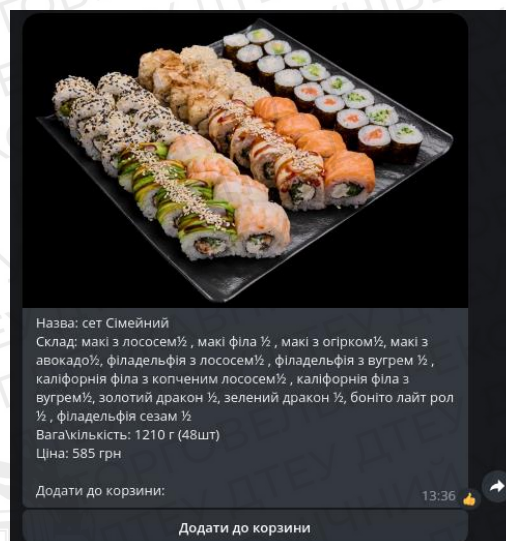 Назва: сет Сімейний
Склад: макі з лососем½ , макі філа ½ , макі з огірком½, макі з
авокадо½, філадельфія з лососем½ , філадельфія з вугрем ½ ,
каліфорнія філа з копченим лососем½ , каліфорнія філа з
вугрем½, золотий дракон ½, зелений дракон ½, боніто лайт рол
½ , філадельфія сезам ½
Вага\кількість: 1210 г (48шт)
Ціна: 585 грн
Додати до корзини:
13:36
Додати до корзини